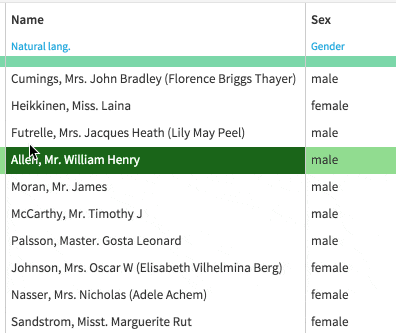 Name Sex
Natural lang. Gender
Cumings, Mrs. John Bradley (Florence Briggs Thayer) male
Heikkinen, Miss. Laina female
Futrelle, Mrs. Jacques Heath (Lily May Peel) male
Allen, Mr. William Henry male
Moran, Mr. James male
McCarthy, Mr. Timothy J male
Palsson, Master. Gosta Leonard male
Johnson, Mrs. Oscar W (Elisabeth Vilhelmina Berg) female
Nasser, Mrs. Nicholas (Adele Achem) female
Sandstrom, Misst. Marguerite Rut female